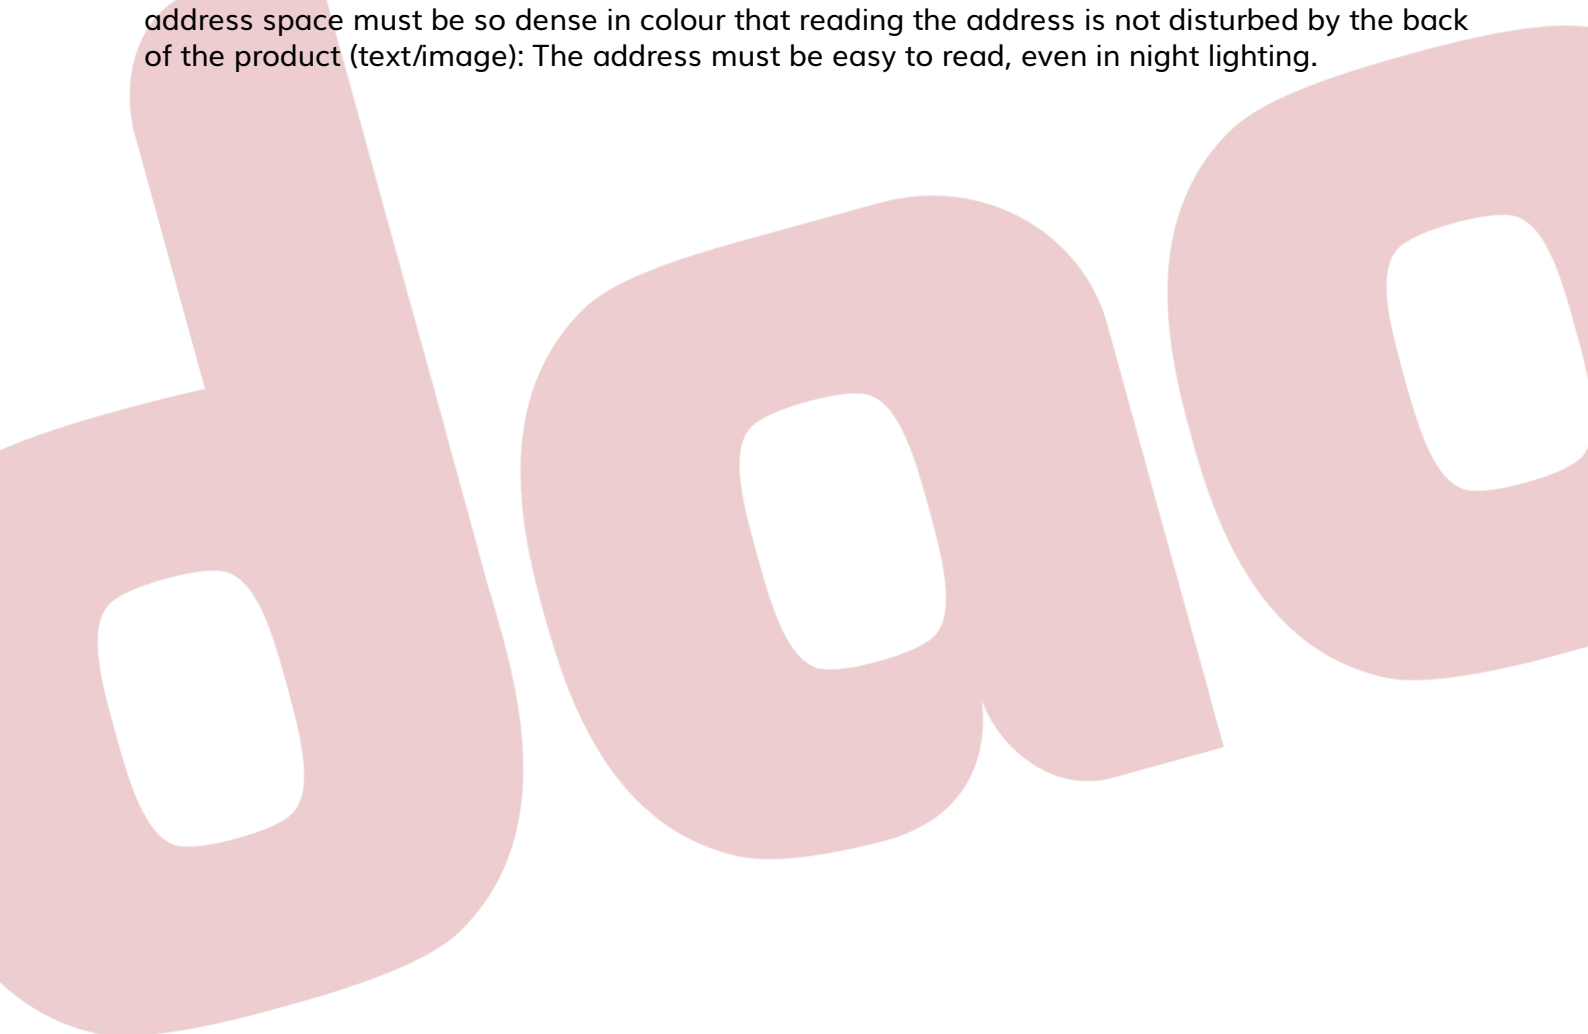 address space must be so dense in colour that reading the address is not disturbed by the back
of the product (text/image): The address must be easy to read, even in night lighting.
dao